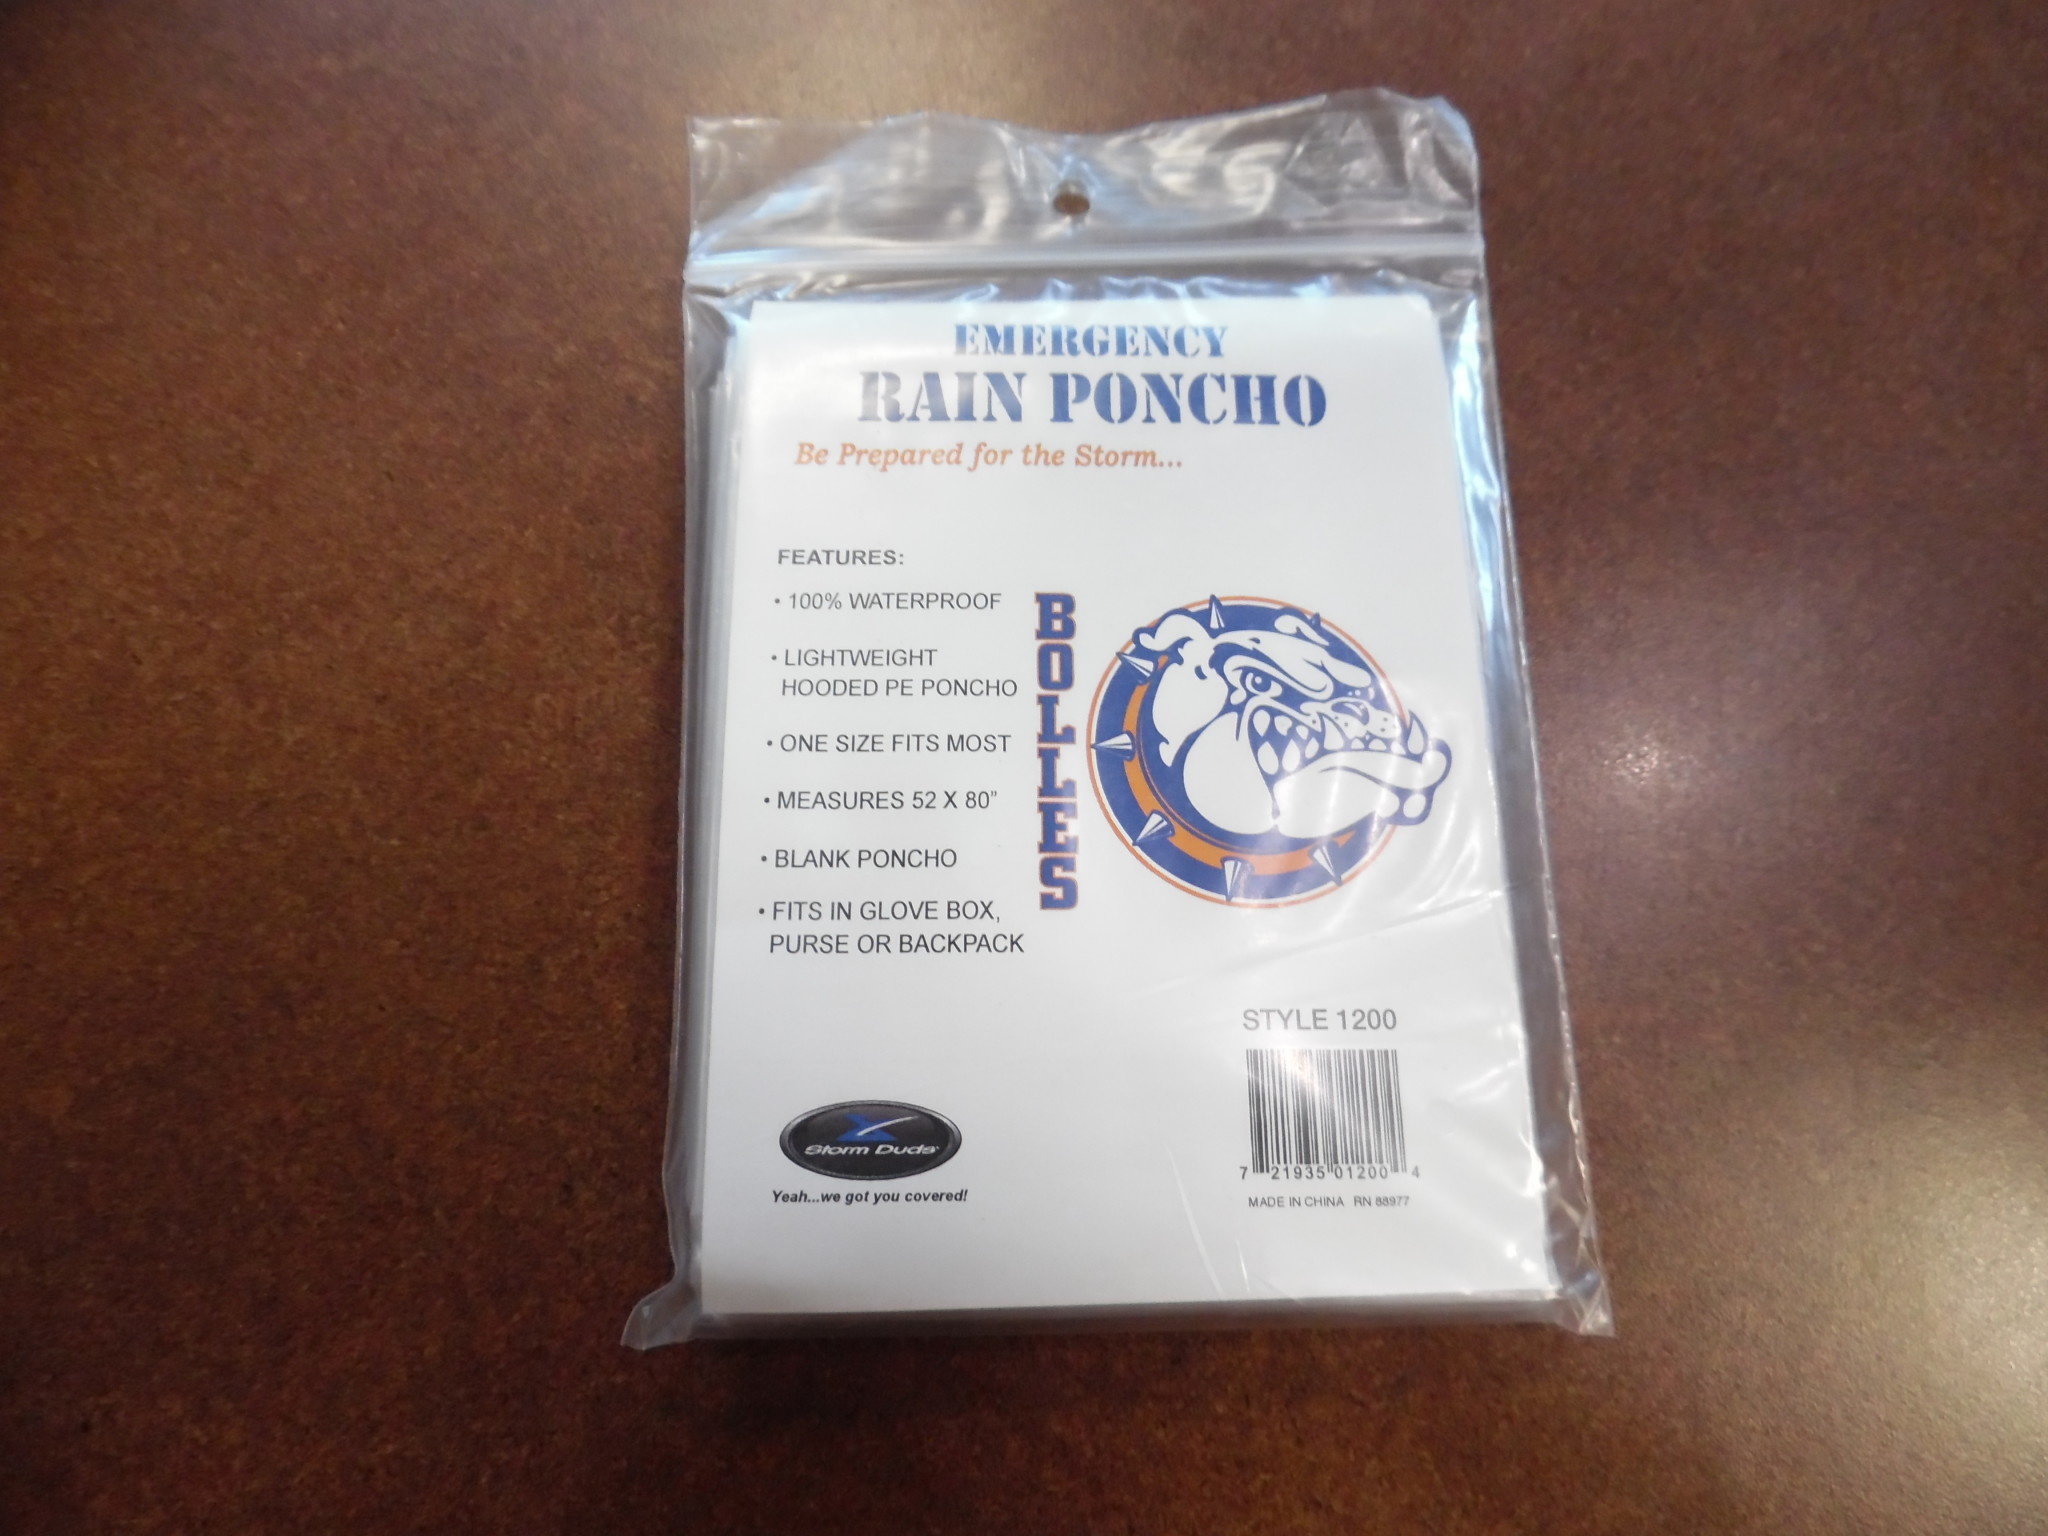 EMERGENCY
RAIN PONCHO
Be Prepared for the Storm...
FEATURES:
• 100% WATERPROOF
• LIGHTWEIGHT
HOODED PE PONCHO
• ONE SIZE FITS MOST
• MEASURES 52 X 80”
• BLANK PONCHO
• FITS IN GLOVE BOX,
PURSE OR BACKPACK
BOLLES
STYLE 1200
7 21935 01200 4
MADE IN CHINA RN 88977
Storm Duds
Yeah...we got you covered!